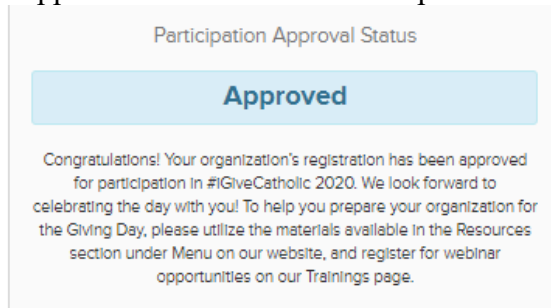 Participation Approval Status
Approved
Congratulations! Your organization's registration has been approved
for participation in #iGiveCatholic 2020. We look forward to
celebrating the day with you! To help you prepare your organization for
the Giving Day, please utilize the materials available in the Resources
section under Menu on our website, and register for webinar
opportunities on our Trainings page.